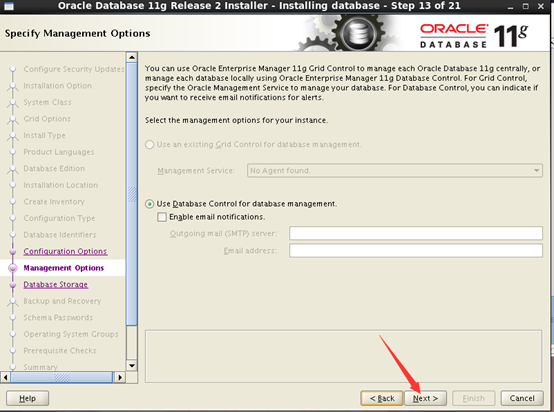 Oracle Database 11g Release 2 Installer - Installing database - Step 13 of 21
Specify Management Options
ORACLE
DATABASE 11g
Configure Security Updates
Installation Option
System Class
Grid Options
Install Type
Product Languages
Database Edition
Installation Location
Create Inventory
Configuration Type
Database Identifiers
Configuration Options
Management Options
Database Storage
Backup and Recovery
Schema Passwords
Operating System Groups
Prerequisite Checks
Summary
You can use Oracle Enterprise Manager 11g Grid Control to manage each Oracle Database 11g centrally, or
manage each database locally using Oracle Enterprise Manager 11g Database Control. For Grid Control,
specify the Oracle Management Service to manage your database. For Database Control, you can indicate if
you want to receive email notifications for alerts.
Select the management options for your instance.
Use an existing Grid Control for database management.
Management Service: No Agent found.
Use Database Control for database management.
Enable email notifications.
Outgoing mail (SMTP) server:
Email address:
Help
< Back
Next >
Finish
Cancel